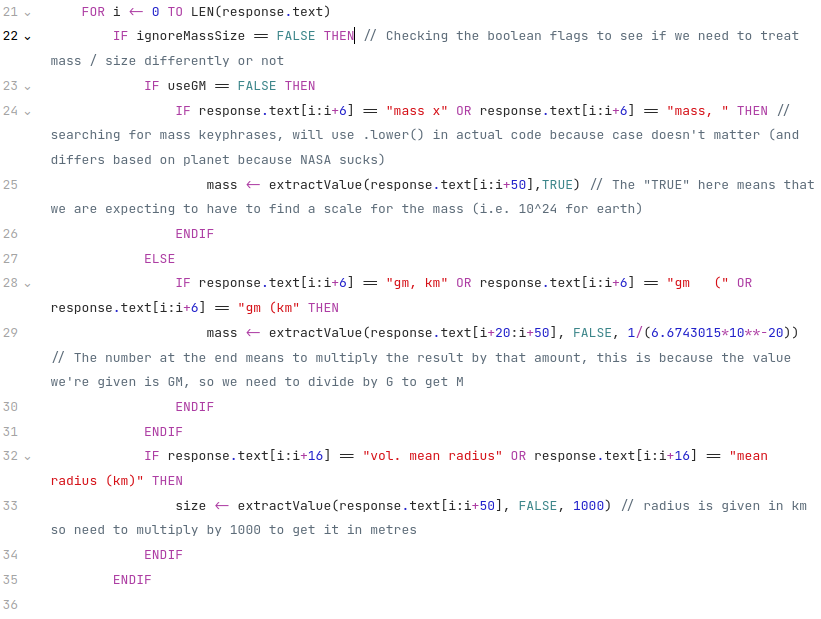 21 FOR i ← 0 TO LEN(response.text)
22 IF ignoreMassSize == FALSE THEN // Checking the boolean flags to see if we need to treat
mass / size differently or not
23 IF useGM == FALSE THEN
24 IF response.text[i:i+6] == "mass x" OR response.text[i:i+6] == "mass, " THEN //
searching for mass keyphrases, will use .lower() in actual code because case doesn't matter (and
differs based on planet because NASA sucks)
25 mass ← extractValue(response.text[i:i+50],TRUE) // The "TRUE" here means that
we are expecting to have to find a scale for the mass (i.e. 10^24 for earth)
26 ENDIF
27 ELSE
28 IF response.text[i:i+6] == "gm, km" OR response.text[i:i+6] == "gm   (" OR
response.text[i:i+6] == "gm (km" THEN
29 mass ← extractValue(response.text[i+20:i+50], FALSE, 1/(6.6743015*10**-20))
// The number at the end means to multiply the result by that amount, this is because the value
we're given is GM, so we need to divide by G to get M
30 ENDIF
31 ENDIF
32 IF response.text[i:i+16] == "vol. mean radius" OR response.text[i:i+16] == "mean
radius (km)" THEN
33 size ← extractValue(response.text[i:i+50], FALSE, 1000) // radius is given in km
so need to multiply by 1000 to get it in metres
34 ENDIF
35 ENDIF
36